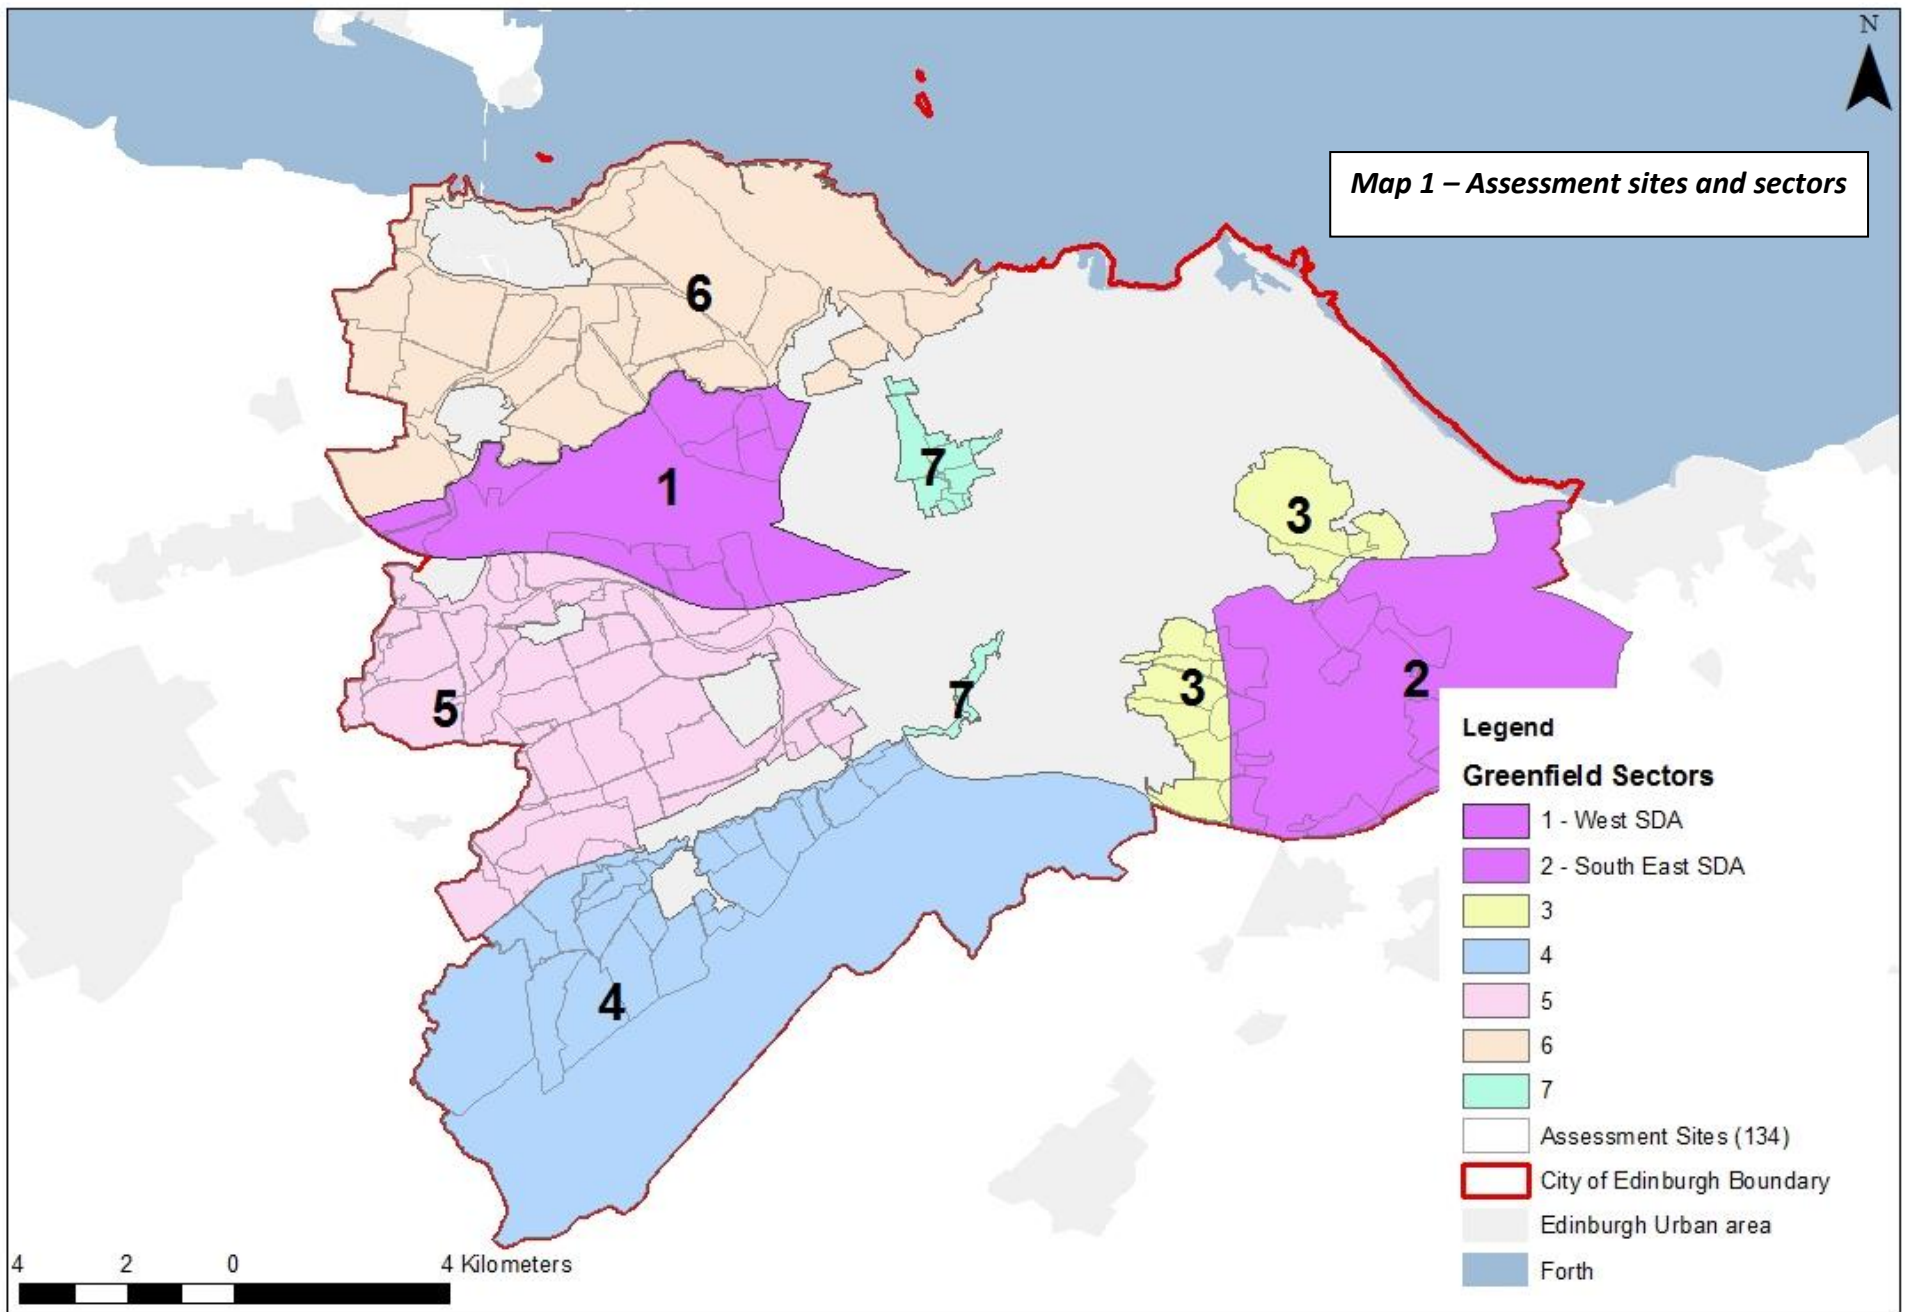 N
Map 1 – Assessment sites and sectors
6
1
7
3
5
7
3
2
4
Legend
Greenfield Sectors
1 - West SDA
2 - South East SDA
3
4
5
6
7
Assessment Sites (134)
City of Edinburgh Boundary
Edinburgh Urban area
Forth
4 2 0 4 Kilometers